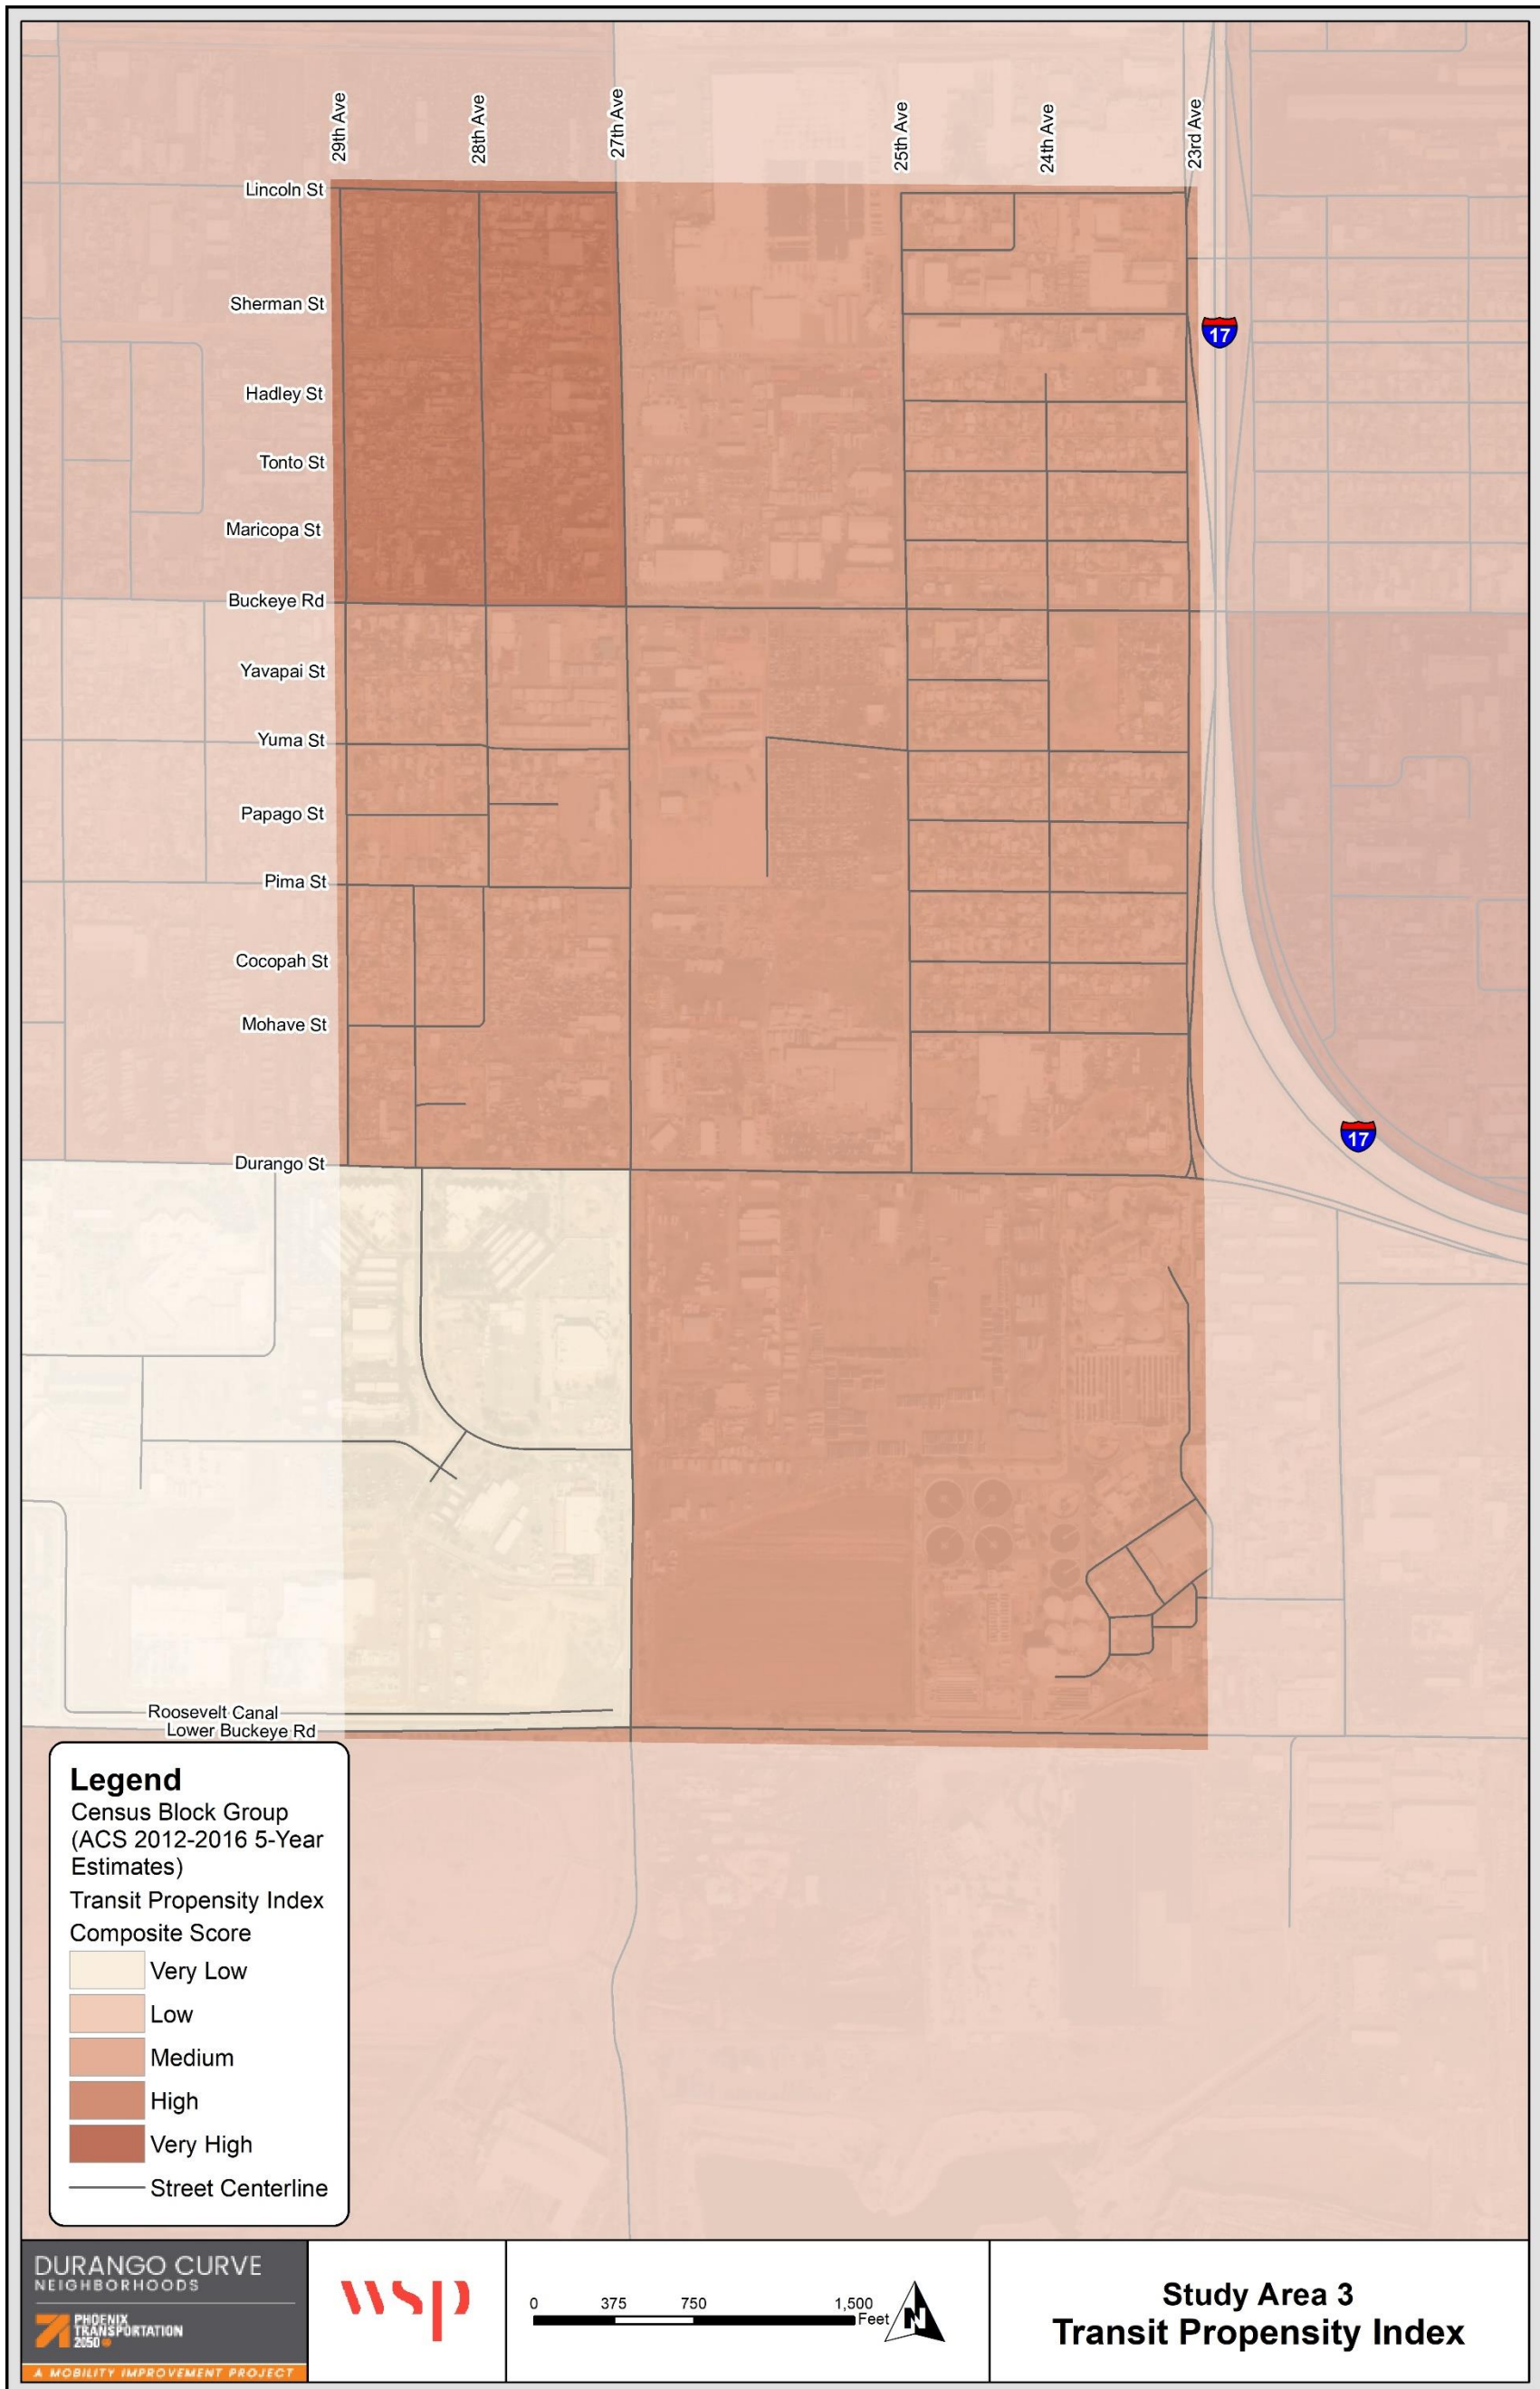 29th Ave
28th Ave
27th Ave
25th Ave
24th Ave
23rd Ave
Lincoln St
Sherman St
17
Hadley St
Tonto St
Maricopa St
Buckeye Rd
Yavapai St
Yuma St
Papago St
Pima St
Cocopah St
Mohave St
17
Durango St
Roosevelt Canal
Lower Buckeye Rd
Legend
Census Block Group
(ACS 2012-2016 5-Year
Estimates)
Transit Propensity Index
Composite Score
Very Low
Low
Medium
High
Very High
Street Centerline
DURANGO CURVE
NEIGHBORHOODS
PHOENIX
TRANSPORTATION
2050
A MOBILITY IMPROVEMENT PROJECT
wsp
0 375 750 1,500
Feet
N
Study Area 3
Transit Propensity Index